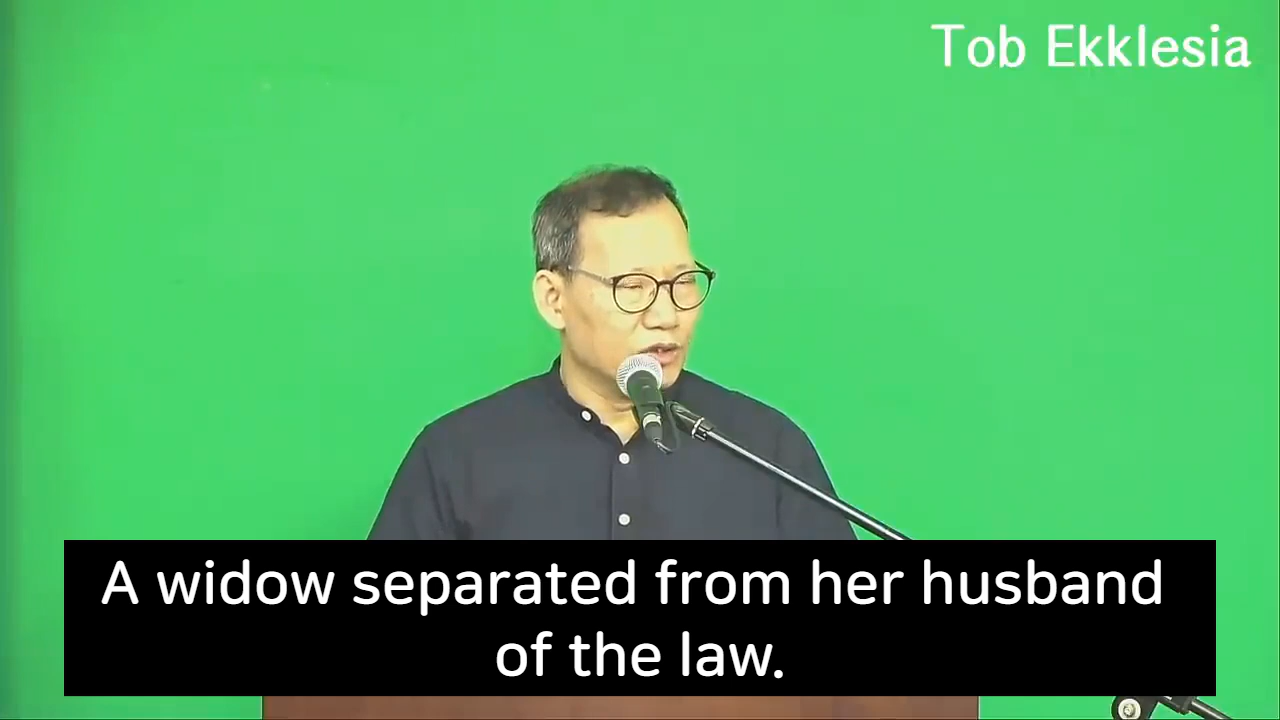 Tob Ekklesia
A widow separated from her husband
of the law.